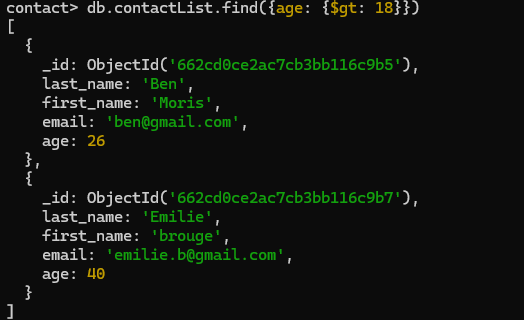 contact> db.contactList.find({age: {$gt: 18}})
[
  {
    _id: ObjectId('662cd0ce2ac7cb3bb116c9b5'),
    last_name: 'Ben',
    first_name: 'Moris',
    email: 'ben@gmail.com',
    age: 26
  },
  {
    _id: ObjectId('662cd0ce2ac7cb3bb116c9b7'),
    last_name: 'Emilie',
    first_name: 'brouge',
    email: 'emilie.b@gmail.com',
    age: 40
  }
]